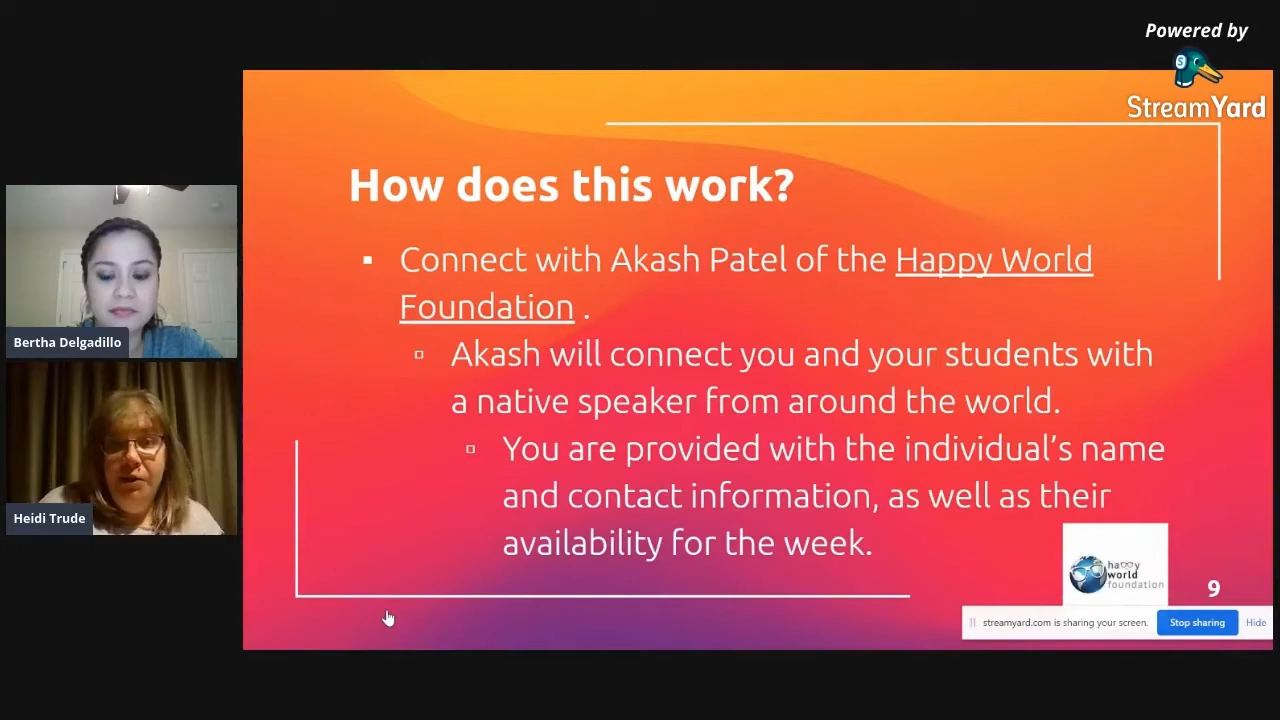 Powered by
StreamYard
How does this work?
▪ Connect with Akash Patel of the Happy World
Foundation .
▫ Akash will connect you and your students with
a native speaker from around the world.
▫ You are provided with the individual’s name
and contact information, as well as their
availability for the week.
Bertha Delgadillo
Heidi Trude
happy
world
foundation
9
streamyard.com is sharing your screen.
Stop sharing
Hide